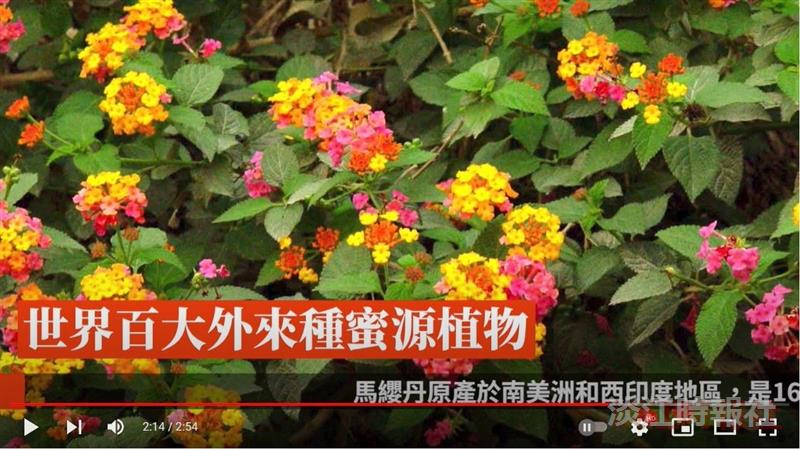 世界百大外來種蜜源植物
馬纓丹原產於南美洲和西印度地區，是16
淡江時報社
2:14 / 2:54
HD